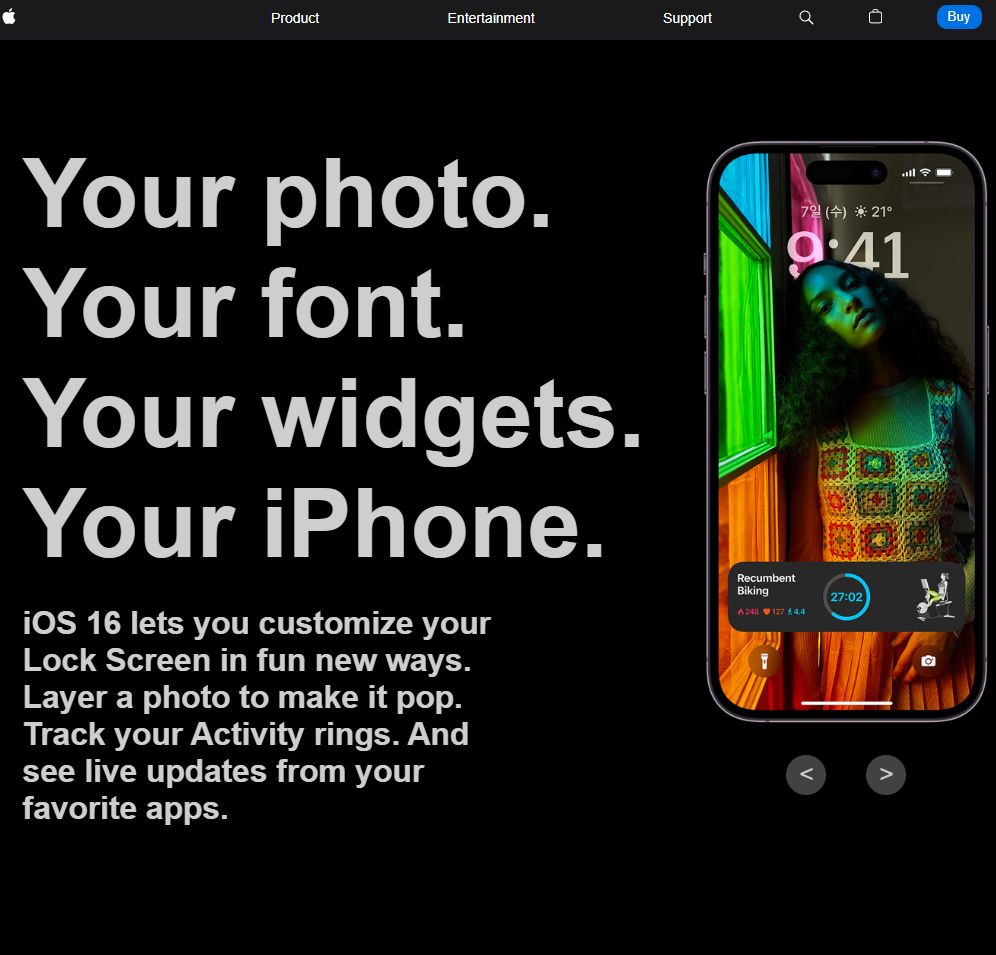 Product Entertainment Support Buy
Your photo.
Your font.
Your widgets.
Your iPhone.
iOS 16 lets you customize your
Lock Screen in fun new ways.
Layer a photo to make it pop.
Track your Activity rings. And
see live updates from your
favorite apps.
7일 (수) 21°
9:41
Recumbent
Biking
27:02
246 127 4.4
< >